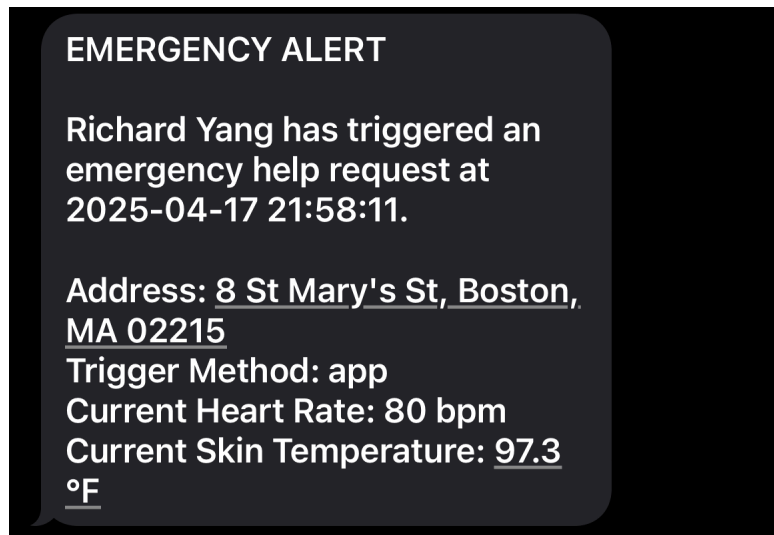 EMERGENCY ALERT
Richard Yang has triggered an
emergency help request at
2025-04-17 21:58:11.
Address: 8 St Mary's St, Boston,
MA 02215
Trigger Method: app
Current Heart Rate: 80 bpm
Current Skin Temperature: 97.3
°F